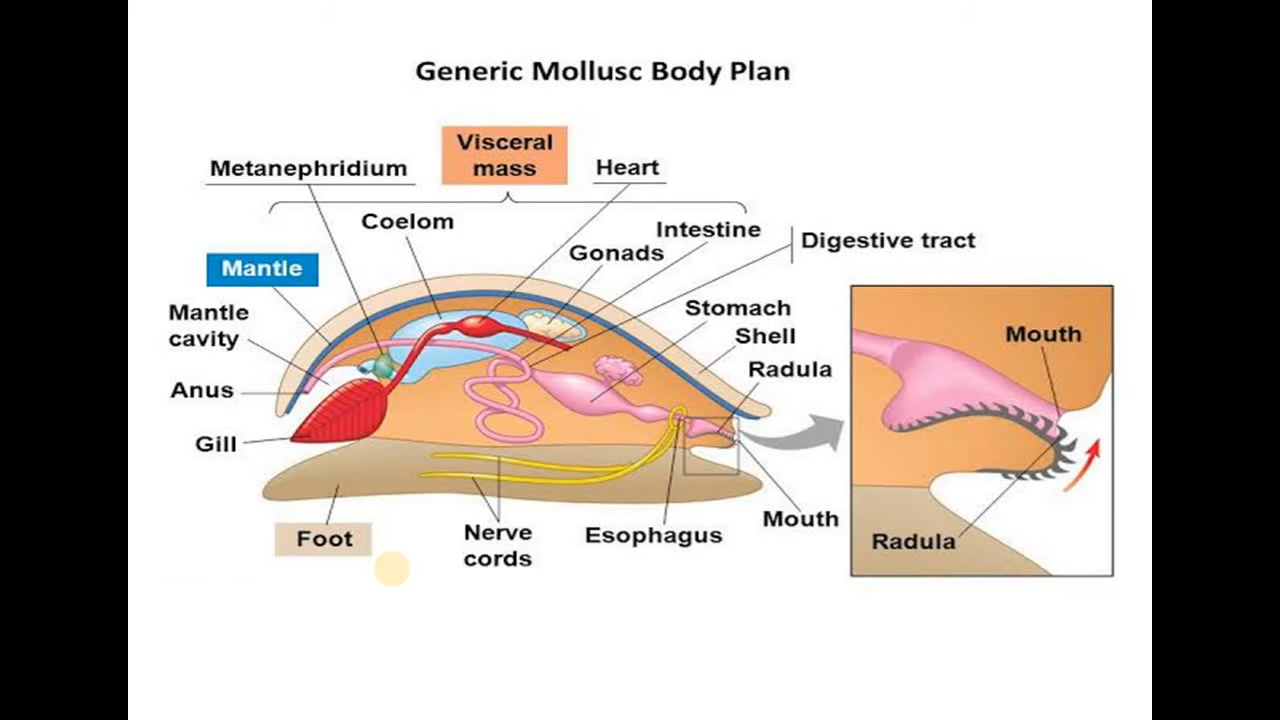 Generic Mollusc Body Plan
Visceral
mass
Metanephridium
Heart
Coelom
Intestine
Digestive tract
Gonads
Mantle
Stomach
Mantle
cavity
Shell
Mouth
Radula
Anus
Gill
Mouth
Foot
Nerve
cords
Esophagus
Radula